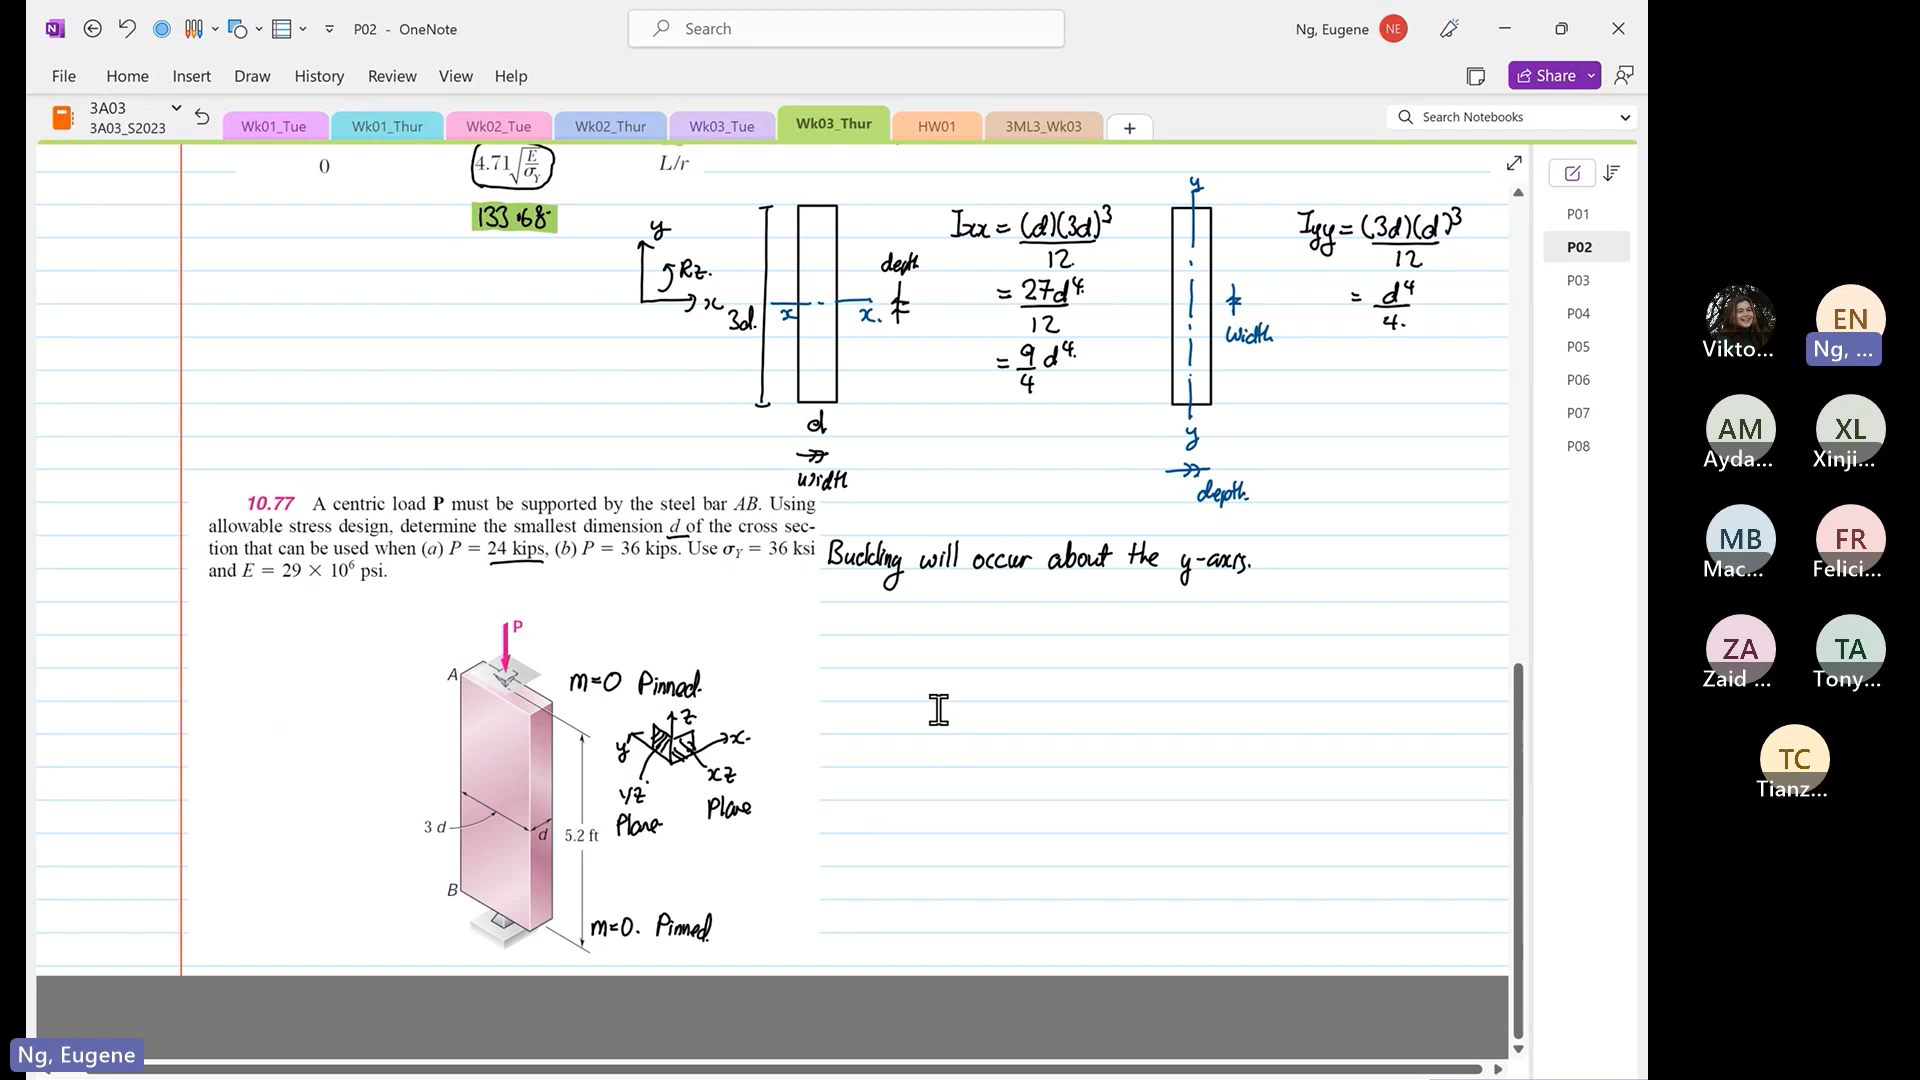 P02 - OneNote
Search
Ng, Eugene
NE
File Home Insert Draw History Review View Help
Share
3A03
3A03_S2023
Wk01_Tue
Wk01_Thur
Wk02_Tue
Wk02_Thur
Wk03_Tue
Wk03_Thur
HW01
3ML3_Wk03
Search Notebooks
P01
P02
P03
P04
P05
P06
P07
P08
0
4.71√(E/σY)
L/r
133.68
y
Rz.
x
3d.
x
x.
depth
d
width
Ixx = (d)(3d)³
12.
= 27d⁴
12
= 9 d⁴.
4
y
width
y
depth.
Iyy = (3d)(d)³
12.
= d⁴
4.
10.77 A centric load P must be supported by the steel bar AB. Using
allowable stress design, determine the smallest dimension d of the cross sec-
tion that can be used when (a) P = 24 kips, (b) P = 36 kips. Use σY = 36 ksi
and E = 29 × 10⁶ psi.
Buckling will occur about the y-axis.
P
A
m=0 Pinned.
z
y
x
xz
Plane
yz
Plane
3 d
d
5.2 ft
B
m=0. Pinned.
Vikto...
EN
Ng, ...
AM
Ayda...
XL
Xinji...
MB
Mac...
FR
Felici...
ZA
Zaid ...
TA
Tony...
TC
Tianz...
Ng, Eugene